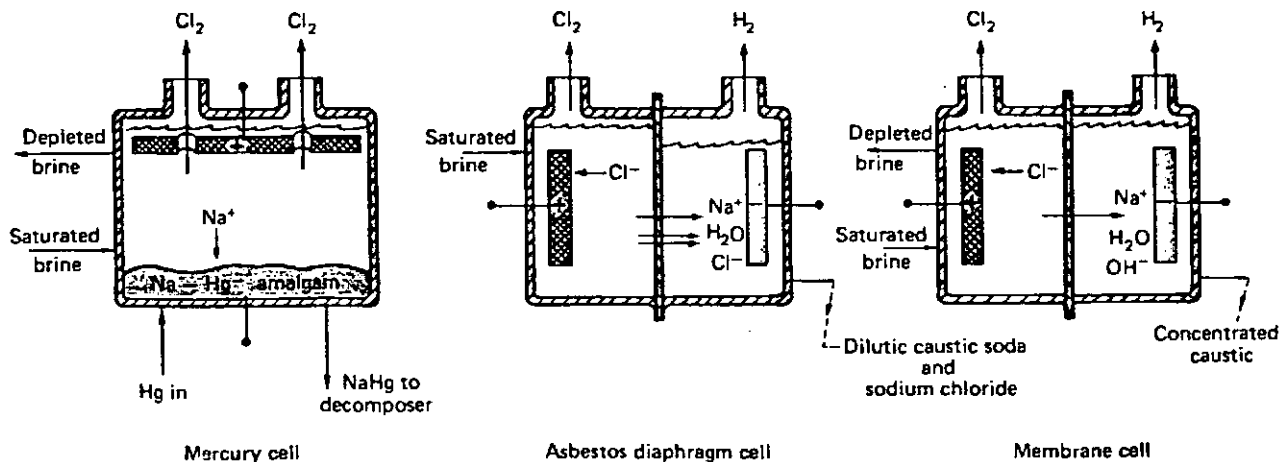 Cl₂
Cl₂
Depleted
brine
+
Na⁺
Saturated
brine
Na – Hg – amalgam
Hg in
NaHg to
decomposer
Mercury cell
Cl₂
H₂
Saturated
brine
Cl⁻
+
–
Na⁺
H₂O
Cl⁻
Dilutic caustic soda
and
sodium chloride
Asbestos diaphragm cell
Cl₂
H₂
Depleted
brine
Cl⁻
+
–
Na⁺
Saturated
brine
H₂O
OH⁻
Concentrated
caustic
Membrane cell